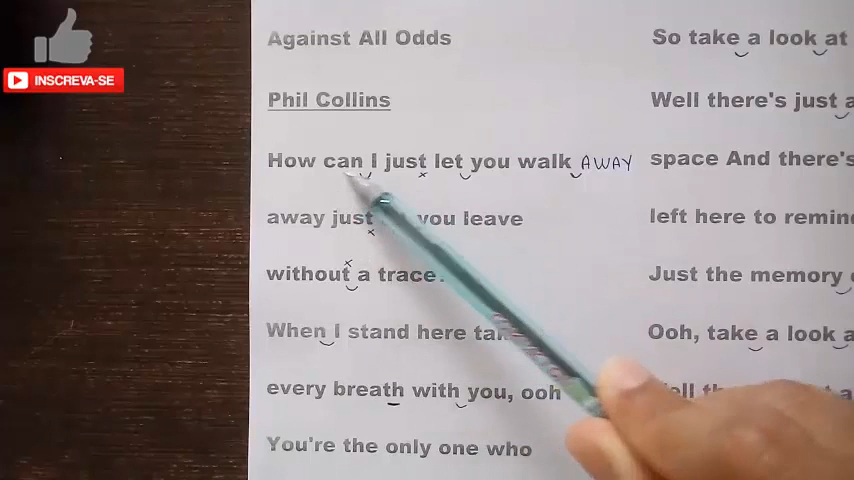 INSCREVA-SE
Against All Odds
Phil Collins
How can I just let you walk AWAY
away just you leave
without a trace
When I stand here
every breath with you, ooh
You're the only one who
So take a look at
Well there's just a
space And there's
left here to remin
Just the memory
Ooh, take a look a